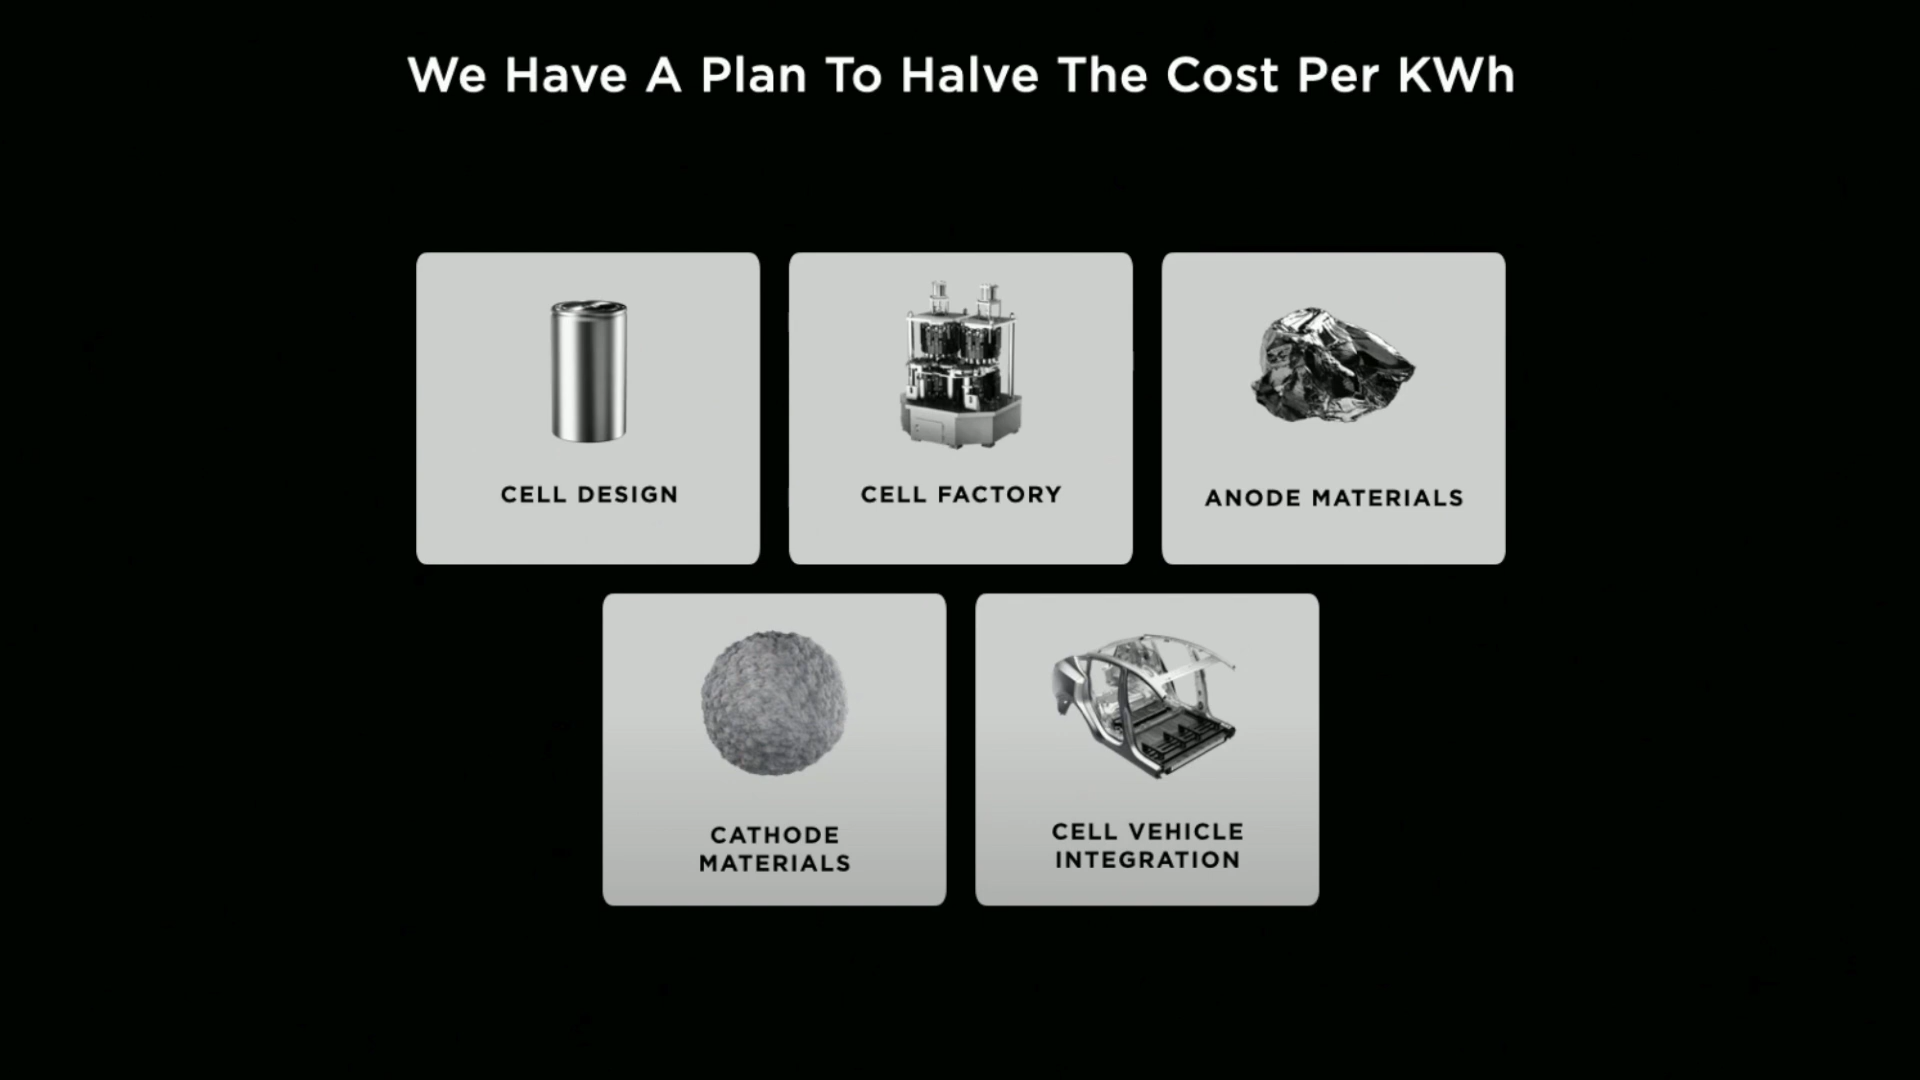 We Have A Plan To Halve The Cost Per KWh
CELL DESIGN
CELL FACTORY
ANODE MATERIALS
CATHODE
MATERIALS
CELL VEHICLE
INTEGRATION